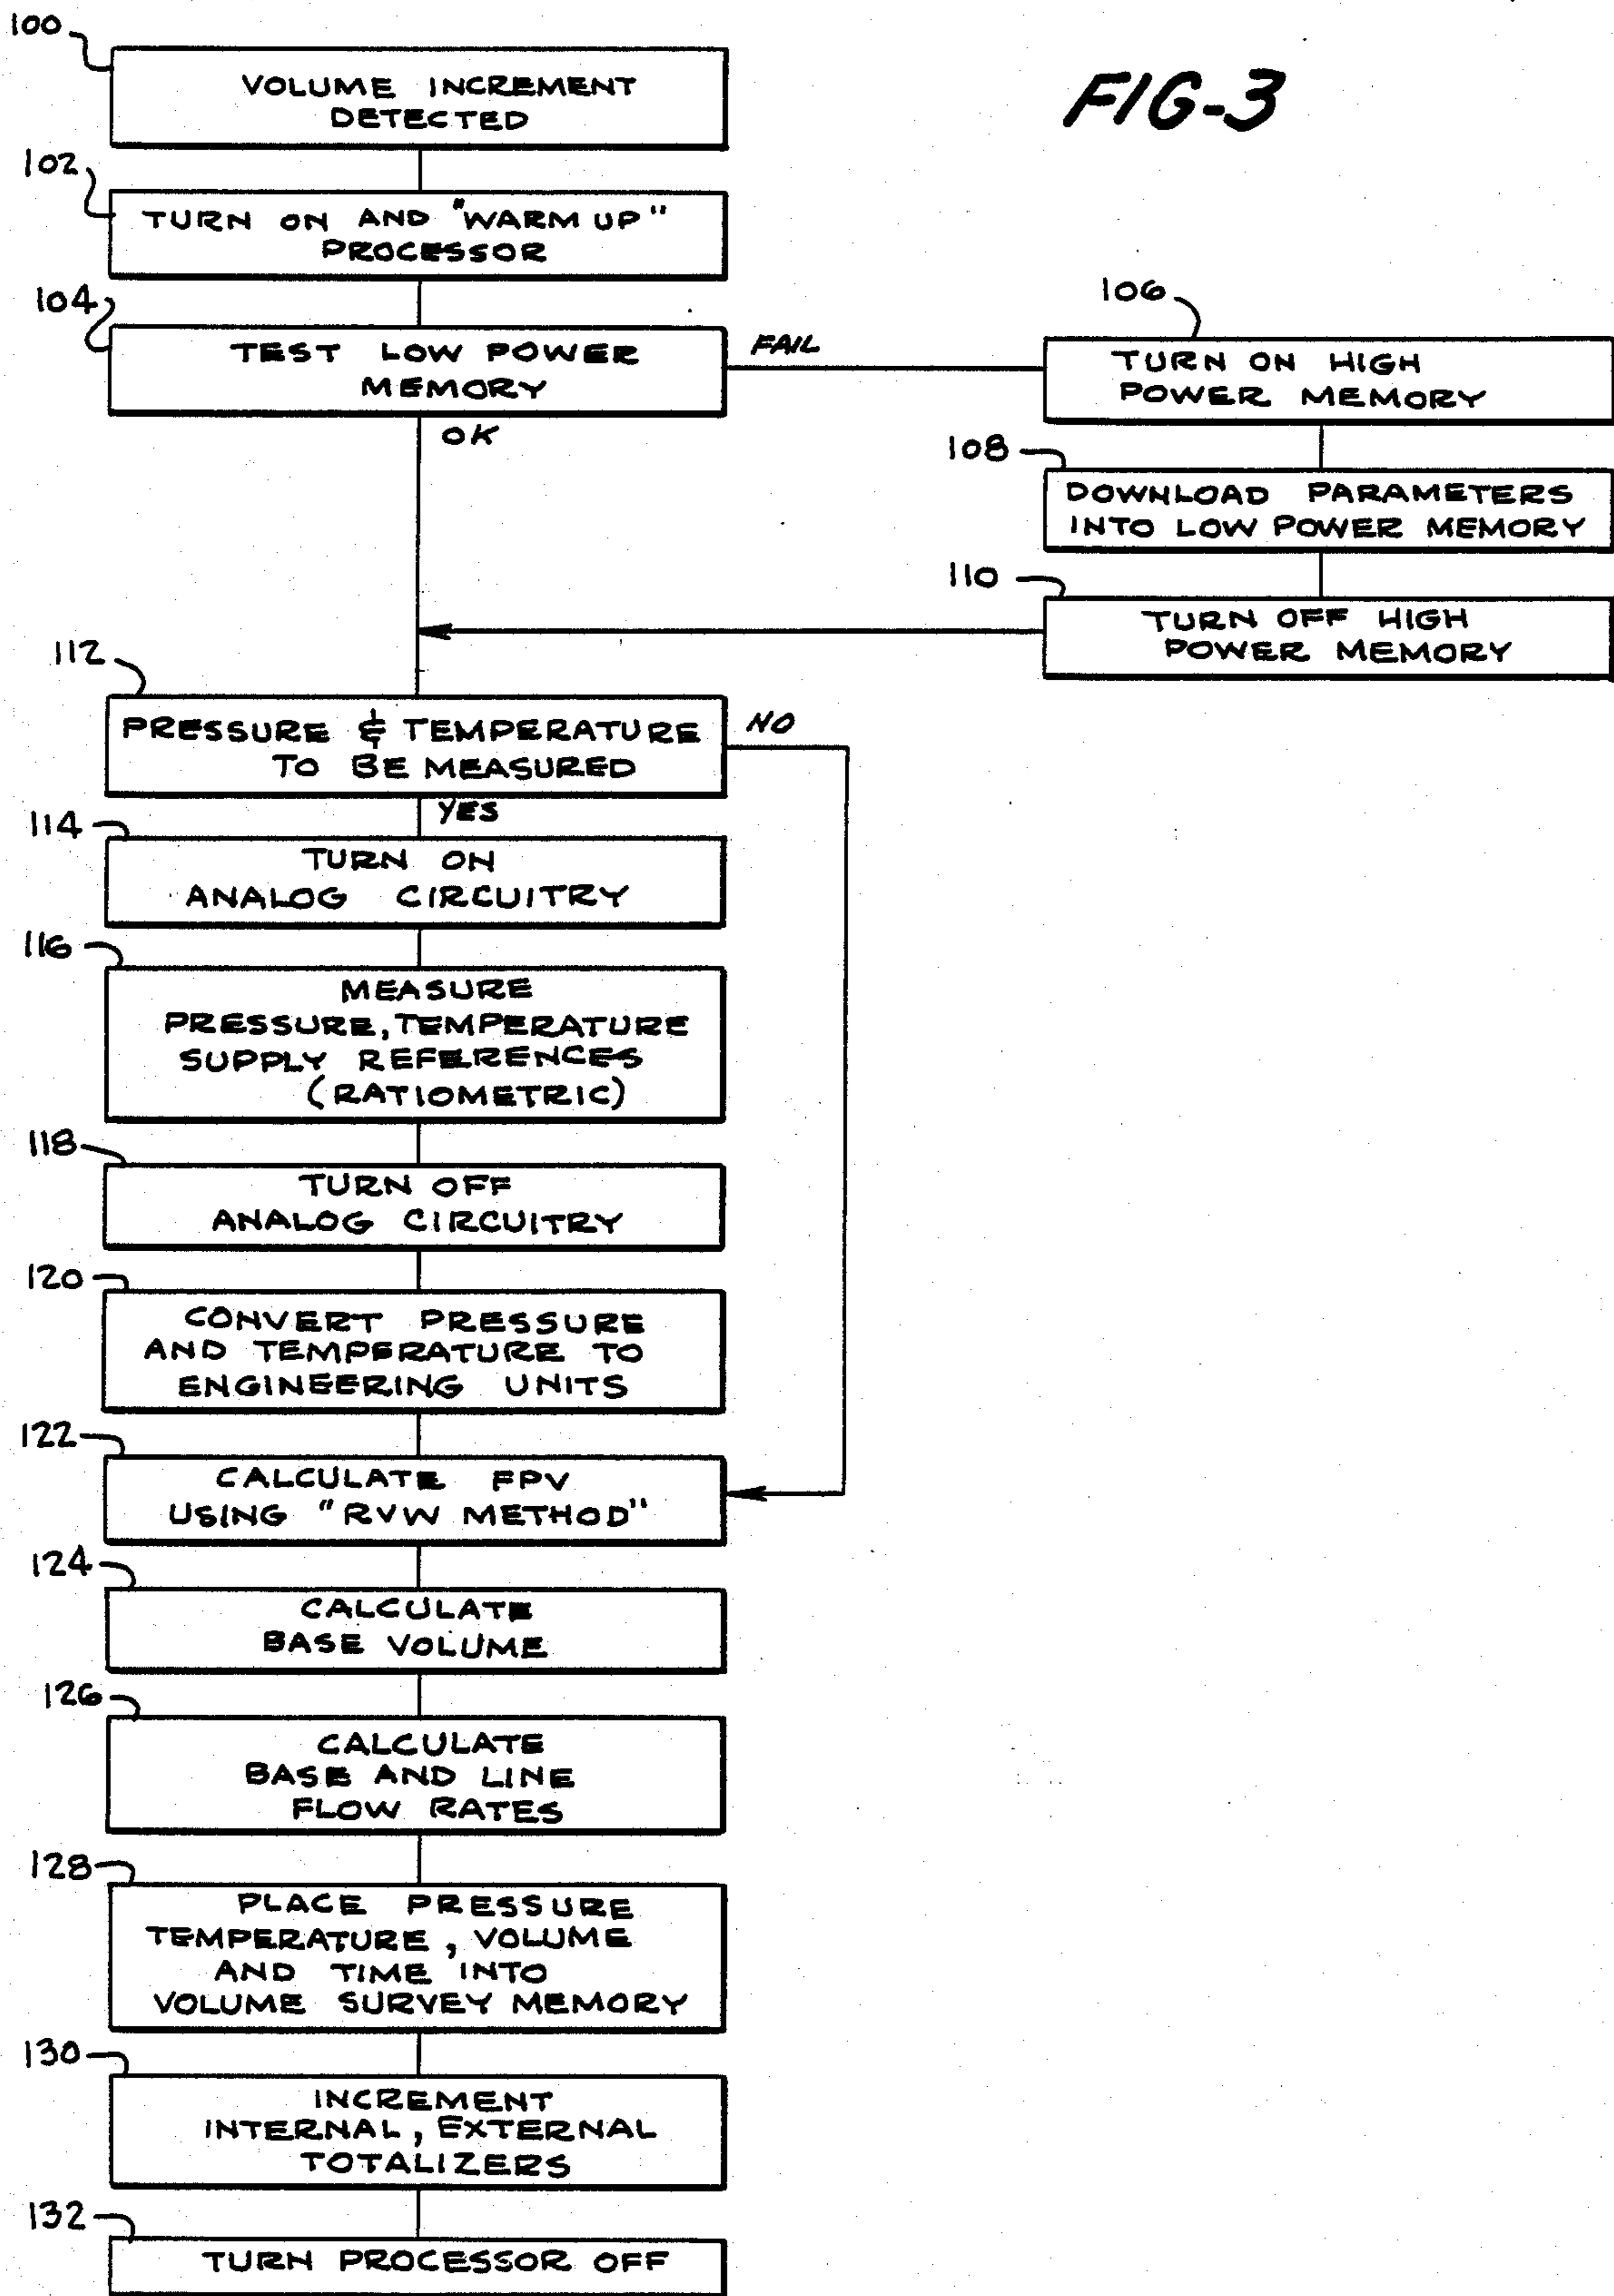 FIG-3
100
VOLUME INCREMENT
DETECTED
102
TURN ON AND "WARM UP"
PROCESSOR
104
TEST LOW POWER
MEMORY
FAIL
OK
106
TURN ON HIGH
POWER MEMORY
108
DOWNLOAD PARAMETERS
INTO LOW POWER MEMORY
110
TURN OFF HIGH
POWER MEMORY
112
PRESSURE & TEMPERATURE
TO BE MEASURED
NO
YES
114
TURN ON
ANALOG CIRCUITRY
116
MEASURE
PRESSURE, TEMPERATURE
SUPPLY REFERENCES
(RATIOMETRIC)
118
TURN OFF
ANALOG CIRCUITRY
120
CONVERT PRESSURE
AND TEMPERATURE TO
ENGINEERING UNITS
122
CALCULATE FPV
USING "RVW METHOD"
124
CALCULATE
BASE VOLUME
126
CALCULATE
BASE AND LINE
FLOW RATES
128
PLACE PRESSURE
TEMPERATURE, VOLUME
AND TIME INTO
VOLUME SURVEY MEMORY
130
INCREMENT
INTERNAL, EXTERNAL
TOTALIZERS
132
TURN PROCESSOR OFF